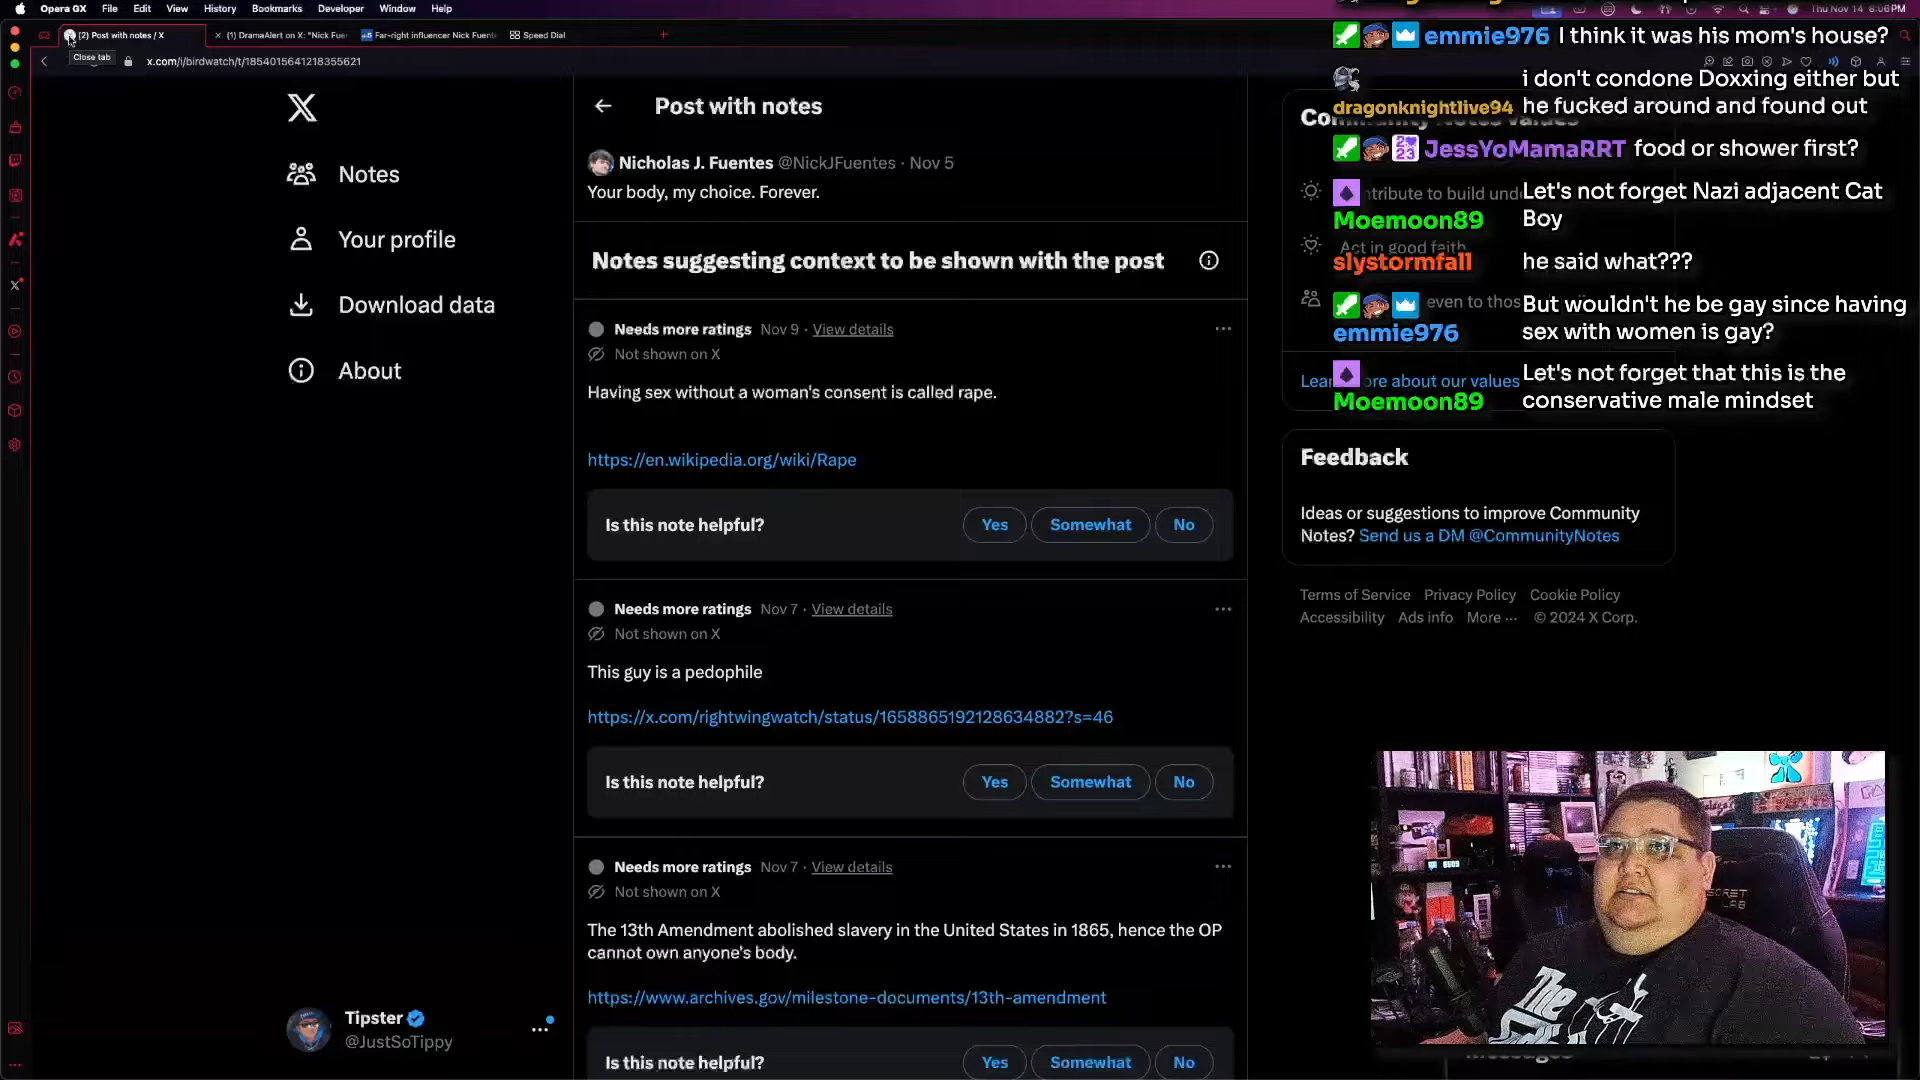 Opera GX File Edit View History Bookmarks Developer Window Help
Thu Nov 14 8:06PM
(2) Post with notes / X
(1) DramaAlert on X: "Nick Fuen
Far-right influencer Nick Fuente
Speed Dial
Close tab
x.com/i/birdwatch/t/1854015641218355621
Notes
Your profile
Download data
About
Tipster
@JustSoTippy
Post with notes
Nicholas J. Fuentes @NickJFuentes · Nov 5
Your body, my choice. Forever.
Notes suggesting context to be shown with the post
Needs more ratings Nov 9 · View details
Not shown on X
Having sex without a woman's consent is called rape.
https://en.wikipedia.org/wiki/Rape
Is this note helpful? Yes Somewhat No
Needs more ratings Nov 7 · View details
Not shown on X
This guy is a pedophile
https://x.com/rightwingwatch/status/1658865192128634882?s=46
Is this note helpful? Yes Somewhat No
Needs more ratings Nov 7 · View details
Not shown on X
The 13th Amendment abolished slavery in the United States in 1865, hence the OP
cannot own anyone's body.
https://www.archives.gov/milestone-documents/13th-amendment
Is this note helpful? Yes Somewhat No
emmie976 I think it was his mom's house?
i don't condone Doxxing either but
dragonknightlive94 he fucked around and found out
JessYoMamaRRT food or shower first?
Let's not forget Nazi adjacent Cat
Moemoon89 Boy
slystormfall he said what???
But wouldn't he be gay since having
emmie976 sex with women is gay?
Let's not forget that this is the
Moemoon89 conservative male mindset
Act in good faith
even to thos
our values
Feedback
Ideas or suggestions to improve Community
Notes? Send us a DM @CommunityNotes
Terms of Service Privacy Policy Cookie Policy
Accessibility Ads info More ··· © 2024 X Corp.